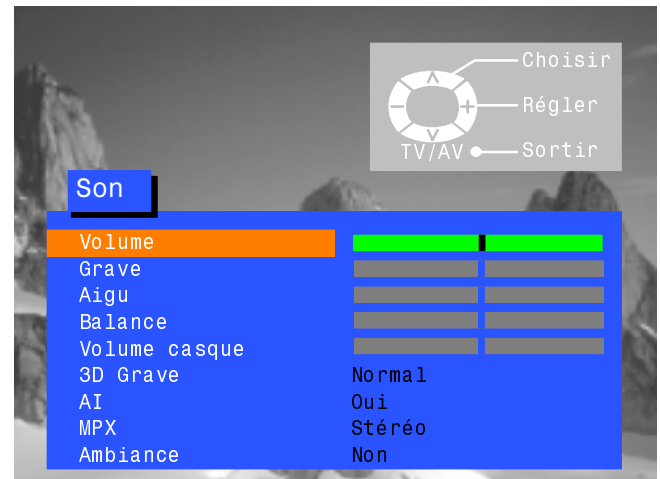 Choisir
Régler
TV/AV Sortir
Son
Volume
Grave
Aigu
Balance
Volume casque
3D Grave Normal
AI Oui
MPX Stéréo
Ambiance Non